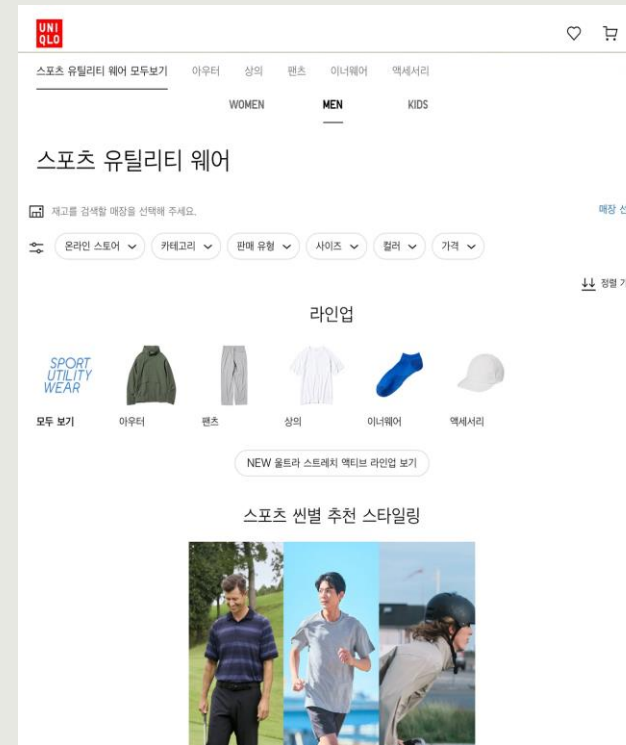 UNI
QLO
스포츠 유틸리티 웨어 모두보기 아우터 상의 팬츠 이너웨어 액세서리
WOMEN MEN KIDS
스포츠 유틸리티 웨어
재고를 검색할 매장을 선택해 주세요. 매장 선
온라인 스토어 카테고리 판매 유형 사이즈 컬러 가격
정렬 기
라인업
SPORT
UTILITY
WEAR
모두 보기 아우터 팬츠 상의 이너웨어 액세서리
NEW 울트라 스트레치 액티브 라인업 보기
스포츠 씬별 추천 스타일링